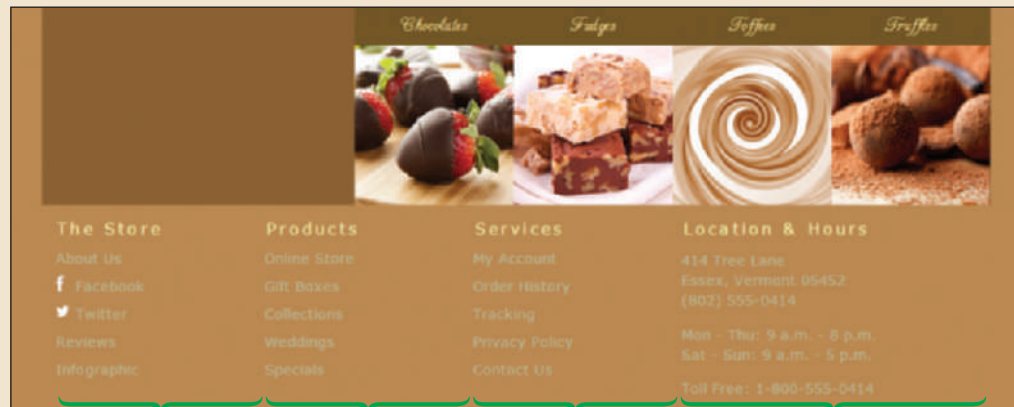 Chocolates Fudges Toffees Truffles
The Store
About Us
Facebook
Twitter
Reviews
Infographic
Products
Online Store
Gift Boxes
Collections
Weddings
Specials
Services
My Account
Order History
Tracking
Privacy Policy
Contact Us
Location & Hours
414 Tree Lane
Essex, Vermont 05452
(802) 555-0414
Mon - Thu: 9 a.m. - 8 p.m.
Sat - Sun: 9 a.m. - 5 p.m.
Toll Free: 1-800-555-0414